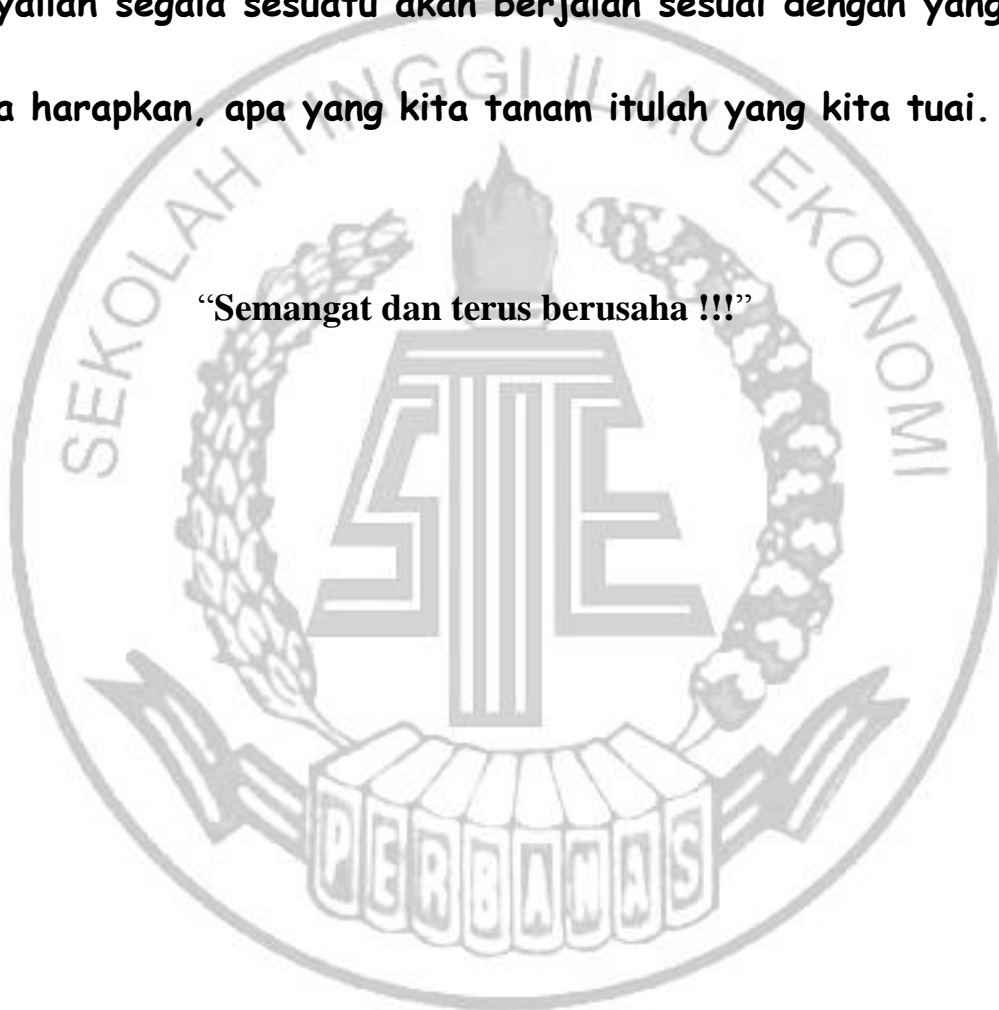 segala sesuatu akan berjalan sesuai dengan yang
a harapkan, apa yang kita tanam itulah yang kita tuai.
SEKOLAH TINGGI ILMU EKONOMI
“Semangat dan terus berusaha !!!”
STIE
PERBANAS